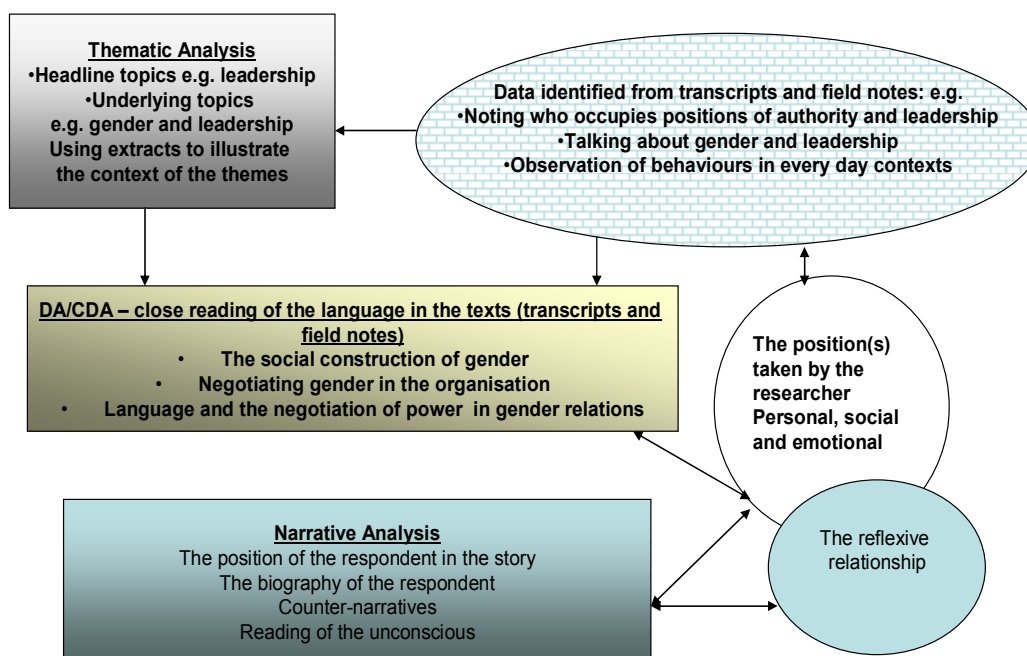 Thematic Analysis
•Headline topics e.g. leadership
•Underlying topics
e.g. gender and leadership
Using extracts to illustrate
the context of the themes
Data identified from transcripts and field notes: e.g.
•Noting who occupies positions of authority and leadership
•Talking about gender and leadership
•Observation of behaviours in every day contexts
DA/CDA – close reading of the language in the texts (transcripts and
field notes)
• The social construction of gender
• Negotiating gender in the organisation
• Language and the negotiation of power in gender relations
The position(s)
taken by the
researcher
Personal, social
and emotional
Narrative Analysis
The position of the respondent in the story
The biography of the respondent
Counter-narratives
Reading of the unconscious
The reflexive
relationship